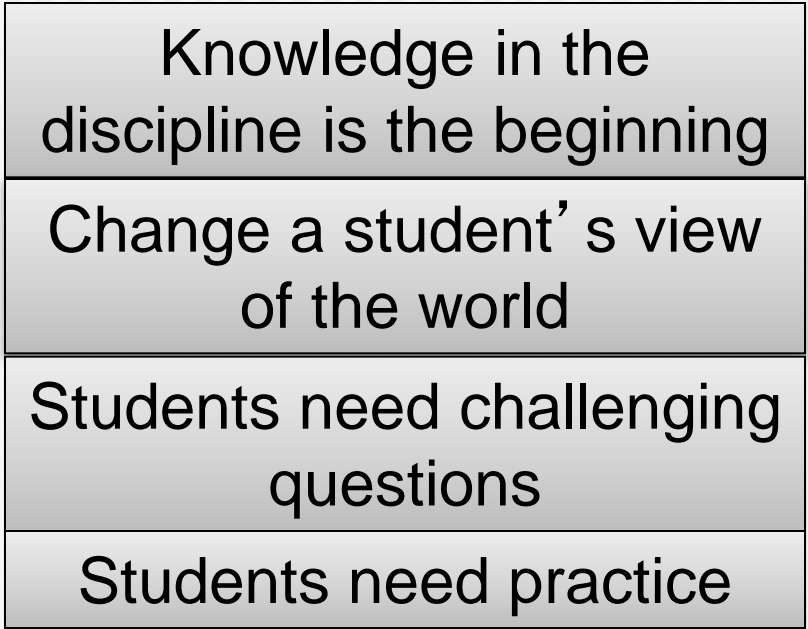 Knowledge in the
discipline is the beginning
Change a student’s view
of the world
Students need challenging
questions
Students need practice